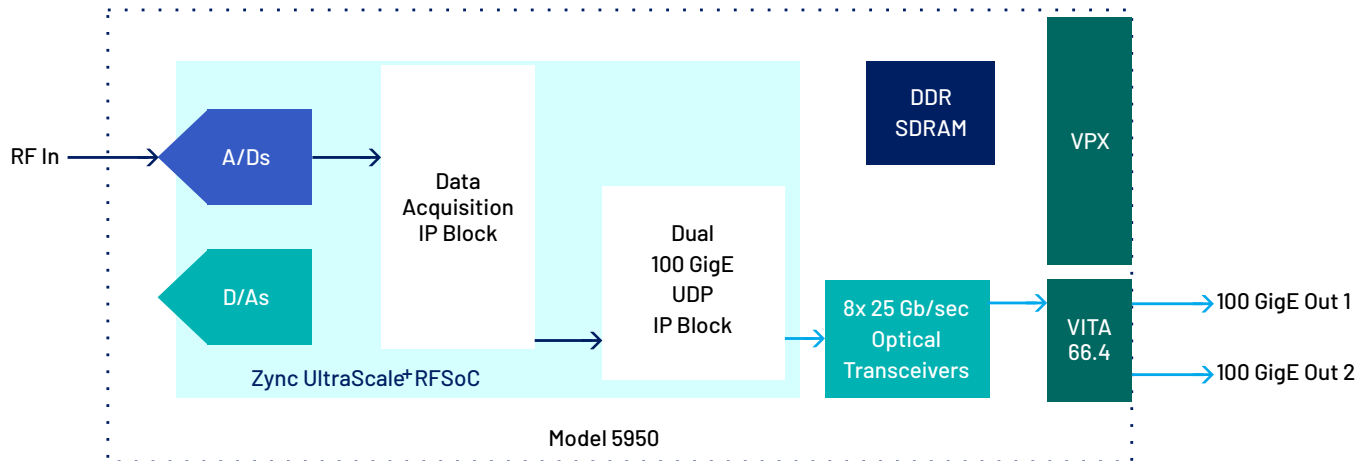 RF In
A/Ds
D/As
Data
Acquisition
IP Block
Dual
100 GigE
UDP
IP Block
Zync UltraScale+ RFSoC
DDR
SDRAM
8x 25 Gb/sec
Optical
Transceivers
VPX
VITA
66.4
100 GigE Out 1
100 GigE Out 2
Model 5950